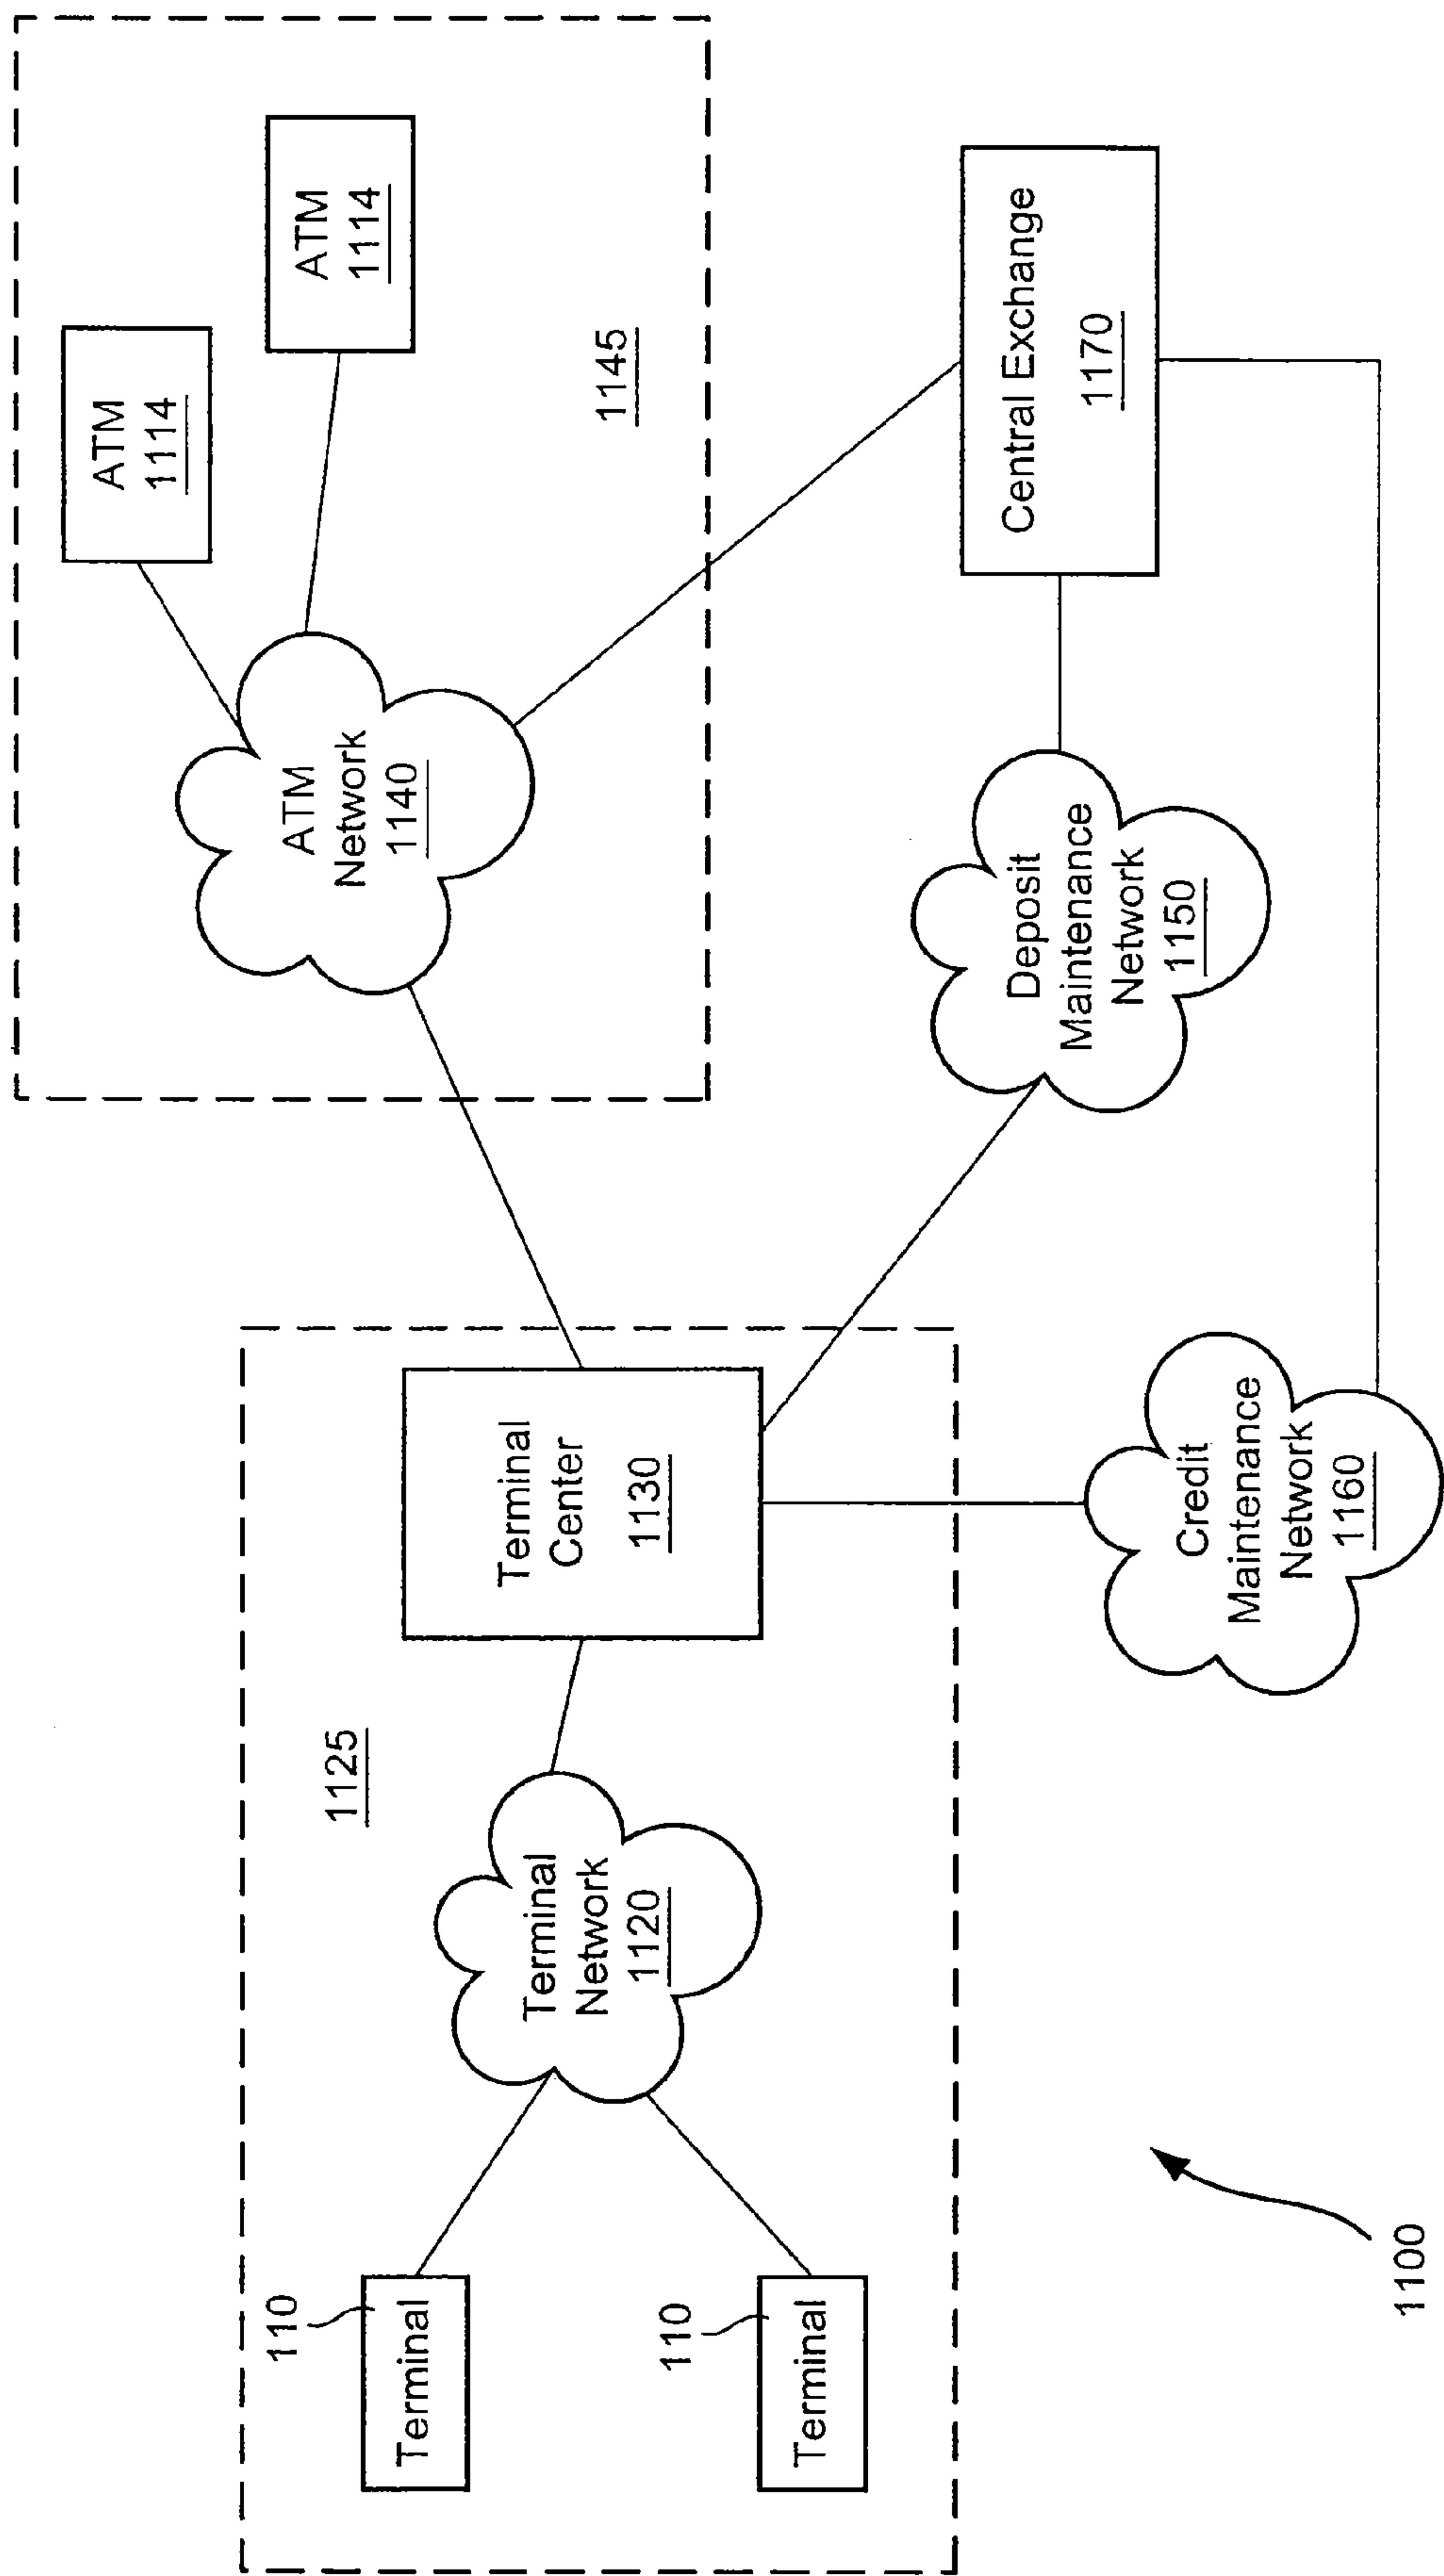 110
Terminal
110
Terminal
Terminal
Network
1120
1125
Terminal
Center
1130
ATM
Network
1140
ATM
1114
ATM
1114
1145
Credit
Maintenance
Network
1160
Deposit
Maintenance
Network
1150
Central Exchange
1170
1100